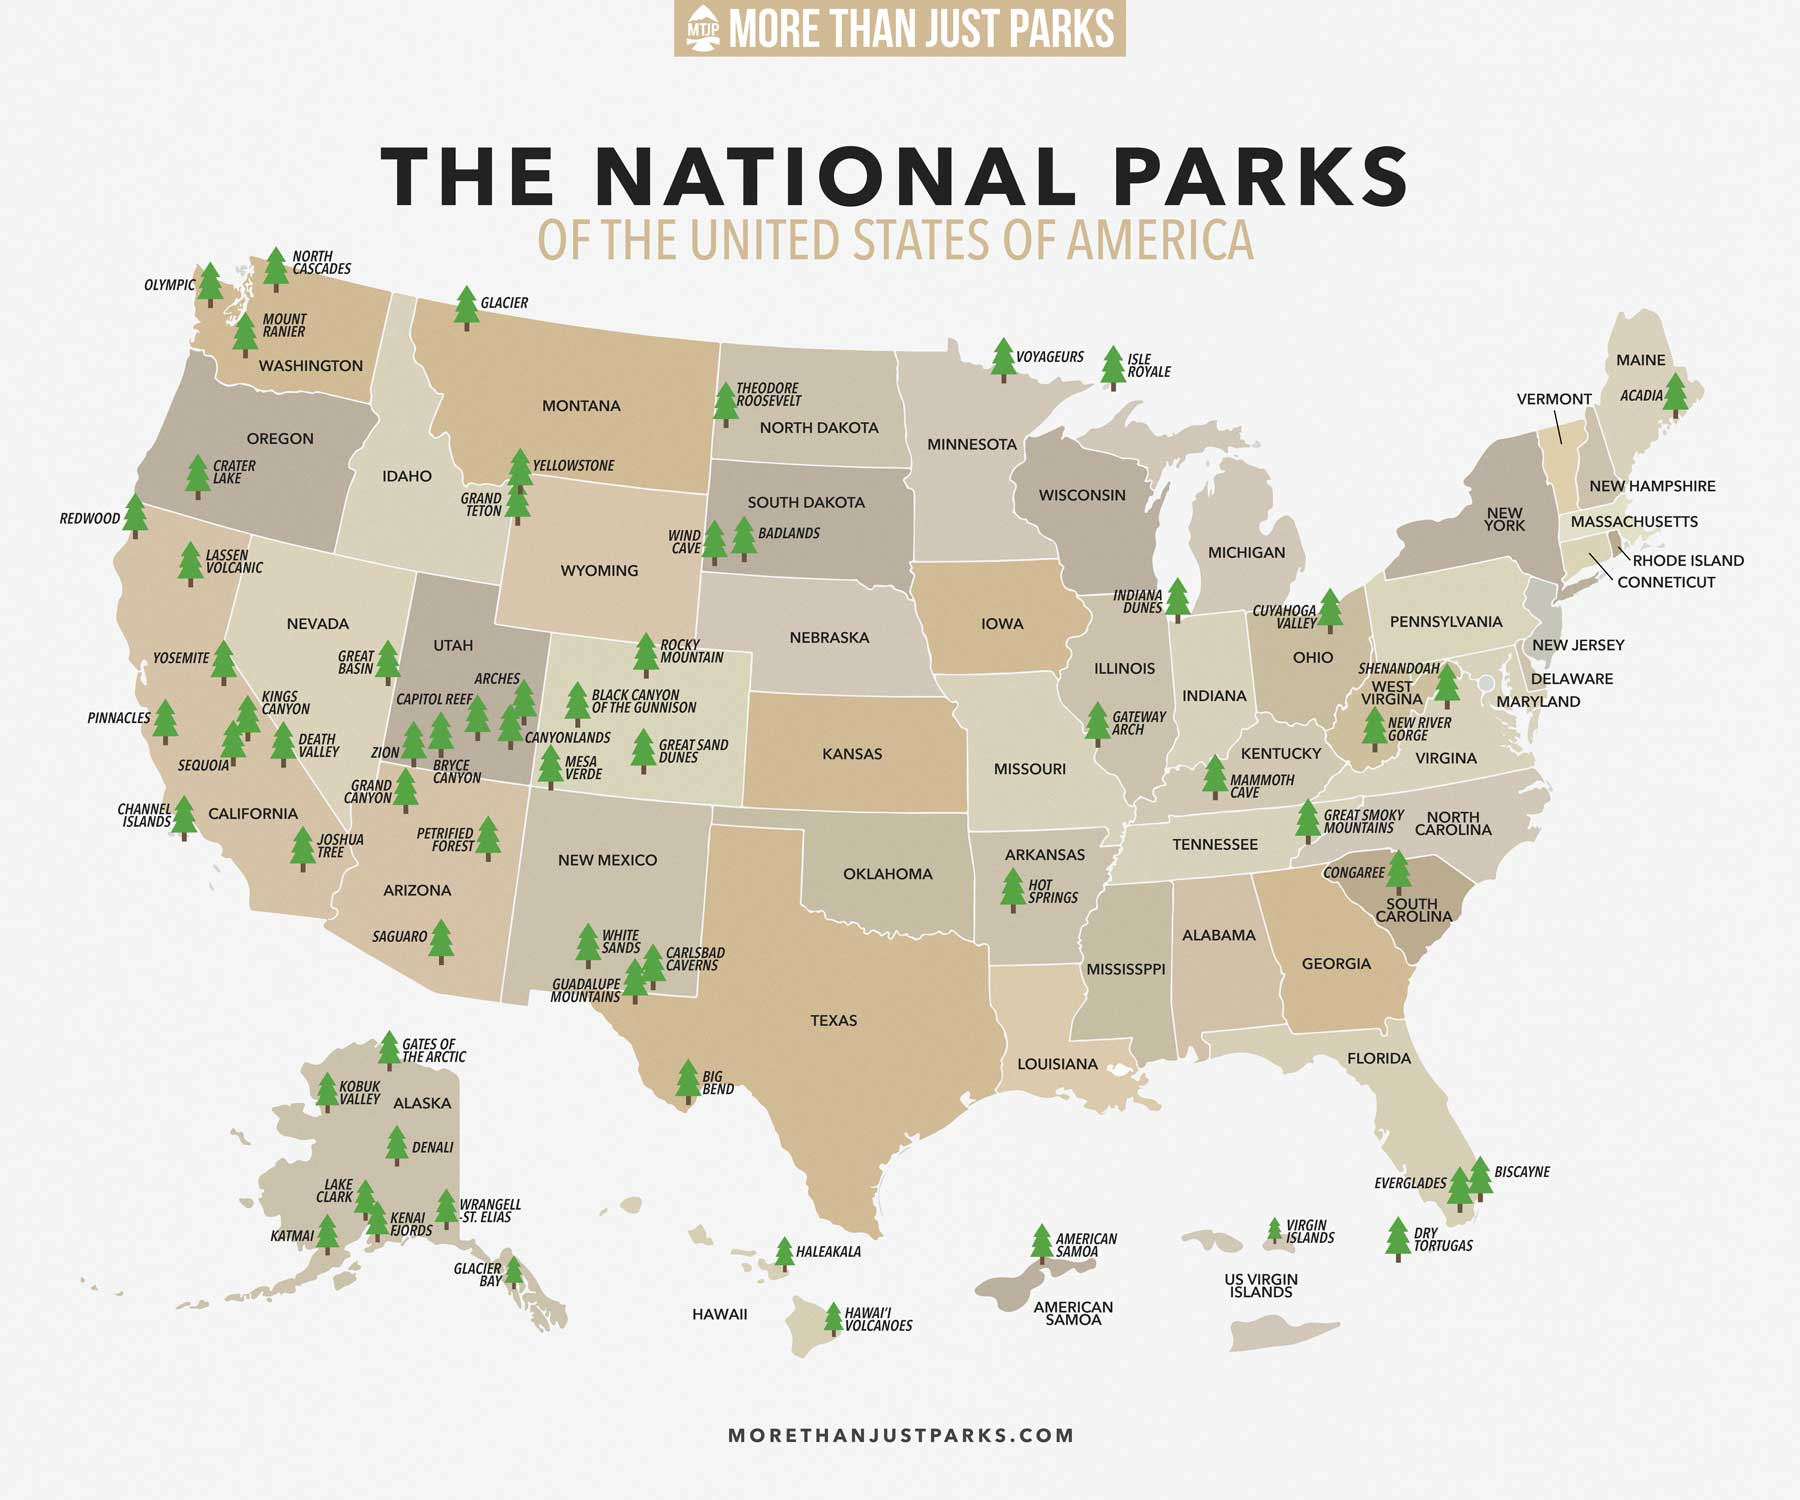 MTJP MORE THAN JUST PARKS
THE NATIONAL PARKS
OF THE UNITED STATES OF AMERICA
NORTH
CASCADES
OLYMPIC
MOUNT
RANIER
WASHINGTON
GLACIER
MONTANA
OREGON
CRATER
LAKE
IDAHO
YELLOWSTONE
GRAND
TETON
WYOMING
THEODORE
ROOSEVELT
NORTH DAKOTA
SOUTH DAKOTA
WIND
CAVE
BADLANDS
VOYAGEURS
ISLE
ROYALE
MINNESOTA
WISCONSIN
MICHIGAN
MAINE
ACADIA
VERMONT
NEW HAMPSHIRE
NEW
YORK
MASSACHUSETTS
RHODE ISLAND
CONNETICUT
REDWOOD
LASSEN
VOLCANIC
NEVADA
UTAH
YOSEMITE
GREAT
BASIN
KINGS
CANYON
PINNACLES
SEQUOIA
DEATH
VALLEY
CHANNEL
ISLANDS
CALIFORNIA
JOSHUA
TREE
ARCHES
CAPITOL REEF
CANYONLANDS
ZION
BRYCE
CANYON
GRAND
CANYON
PETRIFIED
FOREST
ARIZONA
SAGUARO
ROCKY
MOUNTAIN
BLACK CANYON
OF THE GUNNISON
GREAT SAND
DUNES
MESA
VERDE
NEBRASKA
KANSAS
IOWA
MISSOURI
ILLINOIS
GATEWAY
ARCH
INDIANA
DUNES
INDIANA
CUYAHOGA
VALLEY
OHIO
PENNSYLVANIA
NEW JERSEY
DELAWARE
MARYLAND
SHENANDOAH
WEST
VIRGINA
NEW RIVER
GORGE
VIRGINA
KENTUCKY
MAMMOTH
CAVE
GREAT SMOKY
MOUNTAINS
NORTH
CAROLINA
TENNESSEE
CONGAREE
SOUTH
CAROLINA
NEW MEXICO
OKLAHOMA
ARKANSAS
HOT
SPRINGS
WHITE
SANDS
CARLSBAD
CAVERNS
GUADALUPE
MOUNTAINS
TEXAS
BIG
BEND
LOUISIANA
MISSISSPPI
ALABAMA
GEORGIA
FLORIDA
EVERGLADES
BISCAYNE
DRY
TORTUGAS
GATES OF
THE ARCTIC
KOBUK
VALLEY
ALASKA
DENALI
LAKE
CLARK
KENAI
FJORDS
WRANGELL
-ST. ELIAS
KATMAI
GLACIER
BAY
HALEAKALA
HAWAII
HAWAI'I
VOLCANOES
AMERICAN
SAMOA
AMERICAN
SAMOA
VIRGIN
ISLANDS
US VIRGIN
ISLANDS
MORETHANJUSTPARKS.COM